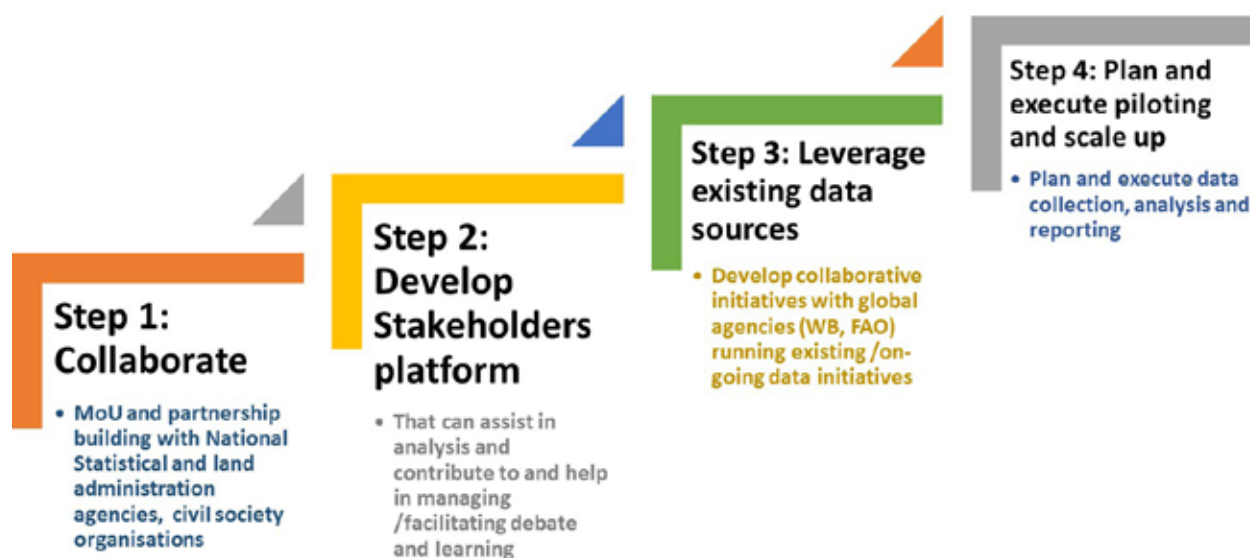 Step 1:
Collaborate
• MoU and partnership
building with National
Statistical and land
administration
agencies, civil society
organisations
Step 2:
Develop
Stakeholders
platform
• That can assist in
analysis and
contribute to and help
in managing
/facilitating debate
and learning
Step 3: Leverage
existing data
sources
• Develop collaborative
initiatives with global
agencies (WB, FAO)
running existing /on-
going data initiatives
Step 4: Plan and
execute piloting
and scale up
• Plan and execute data
collection, analysis and
reporting